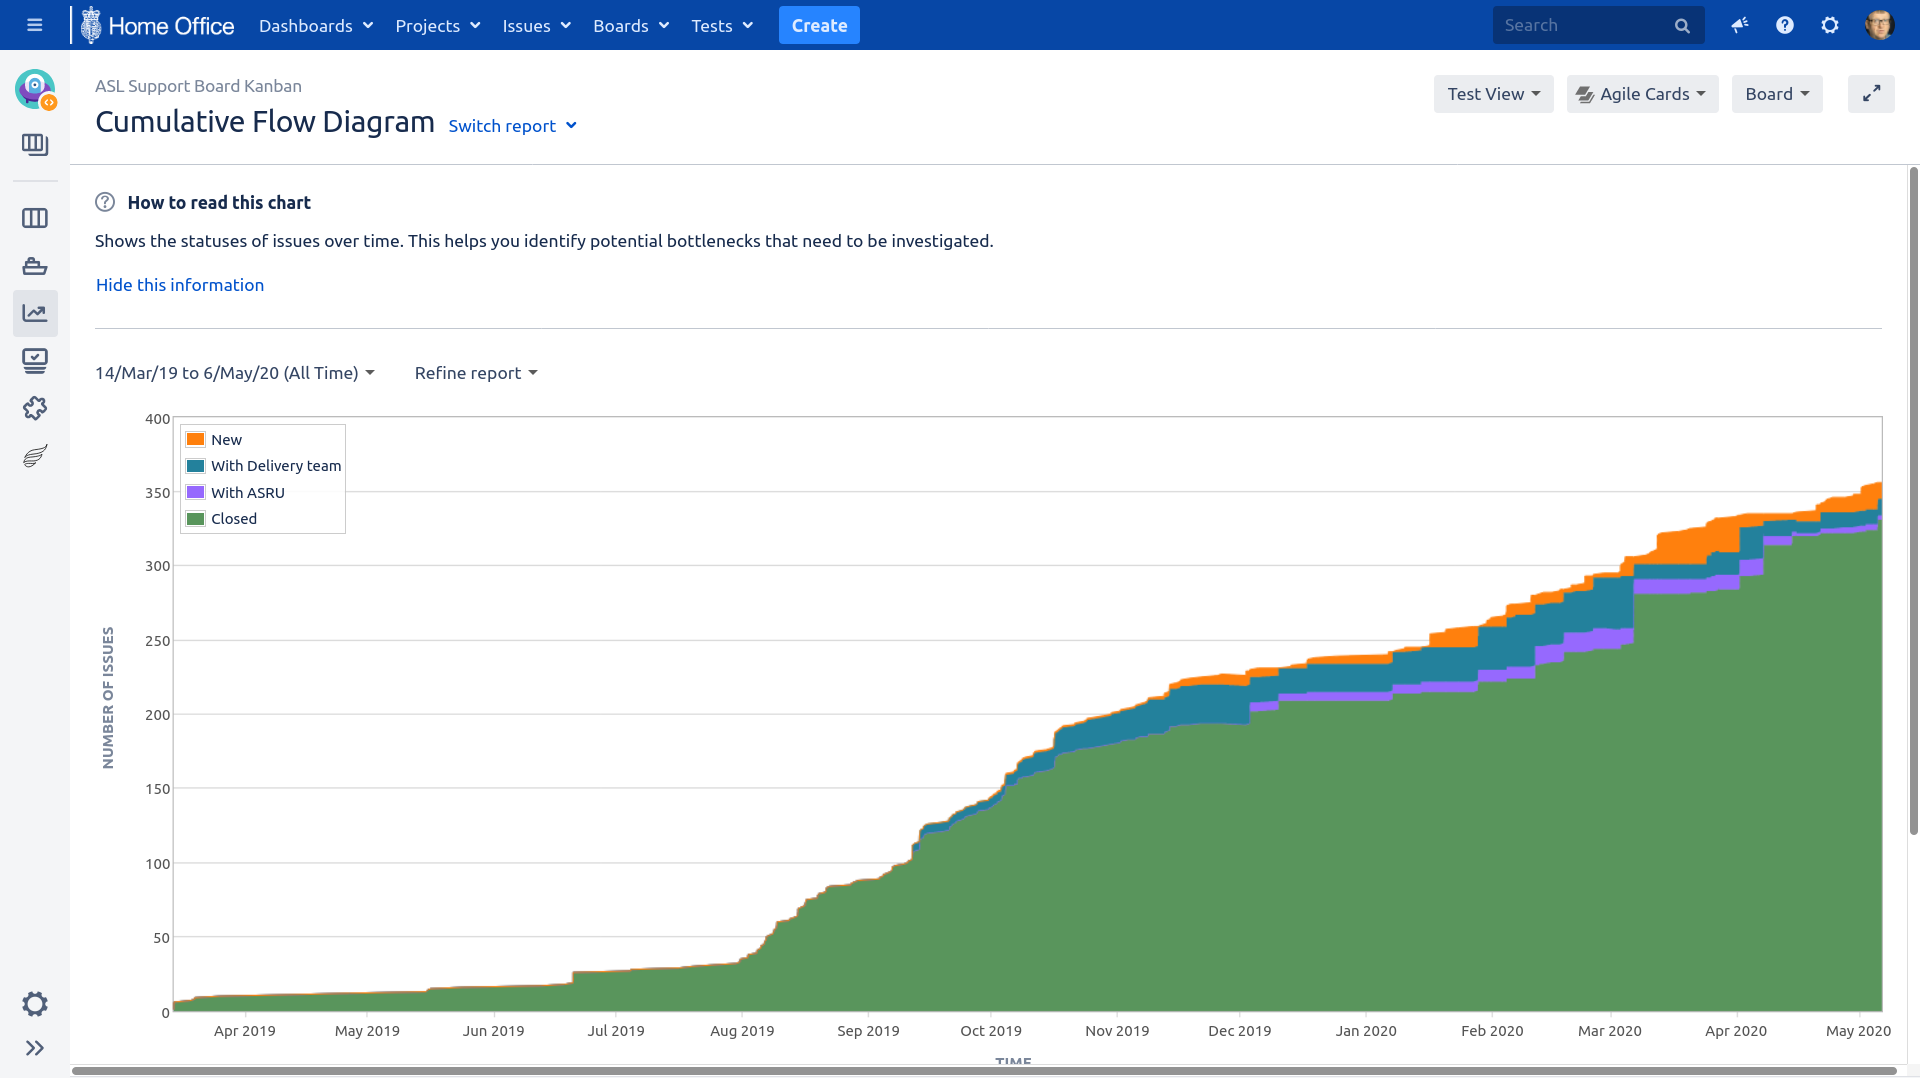 Home Office Dashboards Projects Issues Boards Tests Create Search
ASL Support Board Kanban
Cumulative Flow Diagram Switch report
Test View Agile Cards Board
How to read this chart
Shows the statuses of issues over time. This helps you identify potential bottlenecks that need to be investigated.
Hide this information
14/Mar/19 to 6/May/20 (All Time) Refine report
New
With Delivery team
With ASRU
Closed
400
350
300
250
200
150
100
50
0
NUMBER OF ISSUES
Apr 2019 May 2019 Jun 2019 Jul 2019 Aug 2019 Sep 2019 Oct 2019 Nov 2019 Dec 2019 Jan 2020 Feb 2020 Mar 2020 Apr 2020 May 2020
TIME